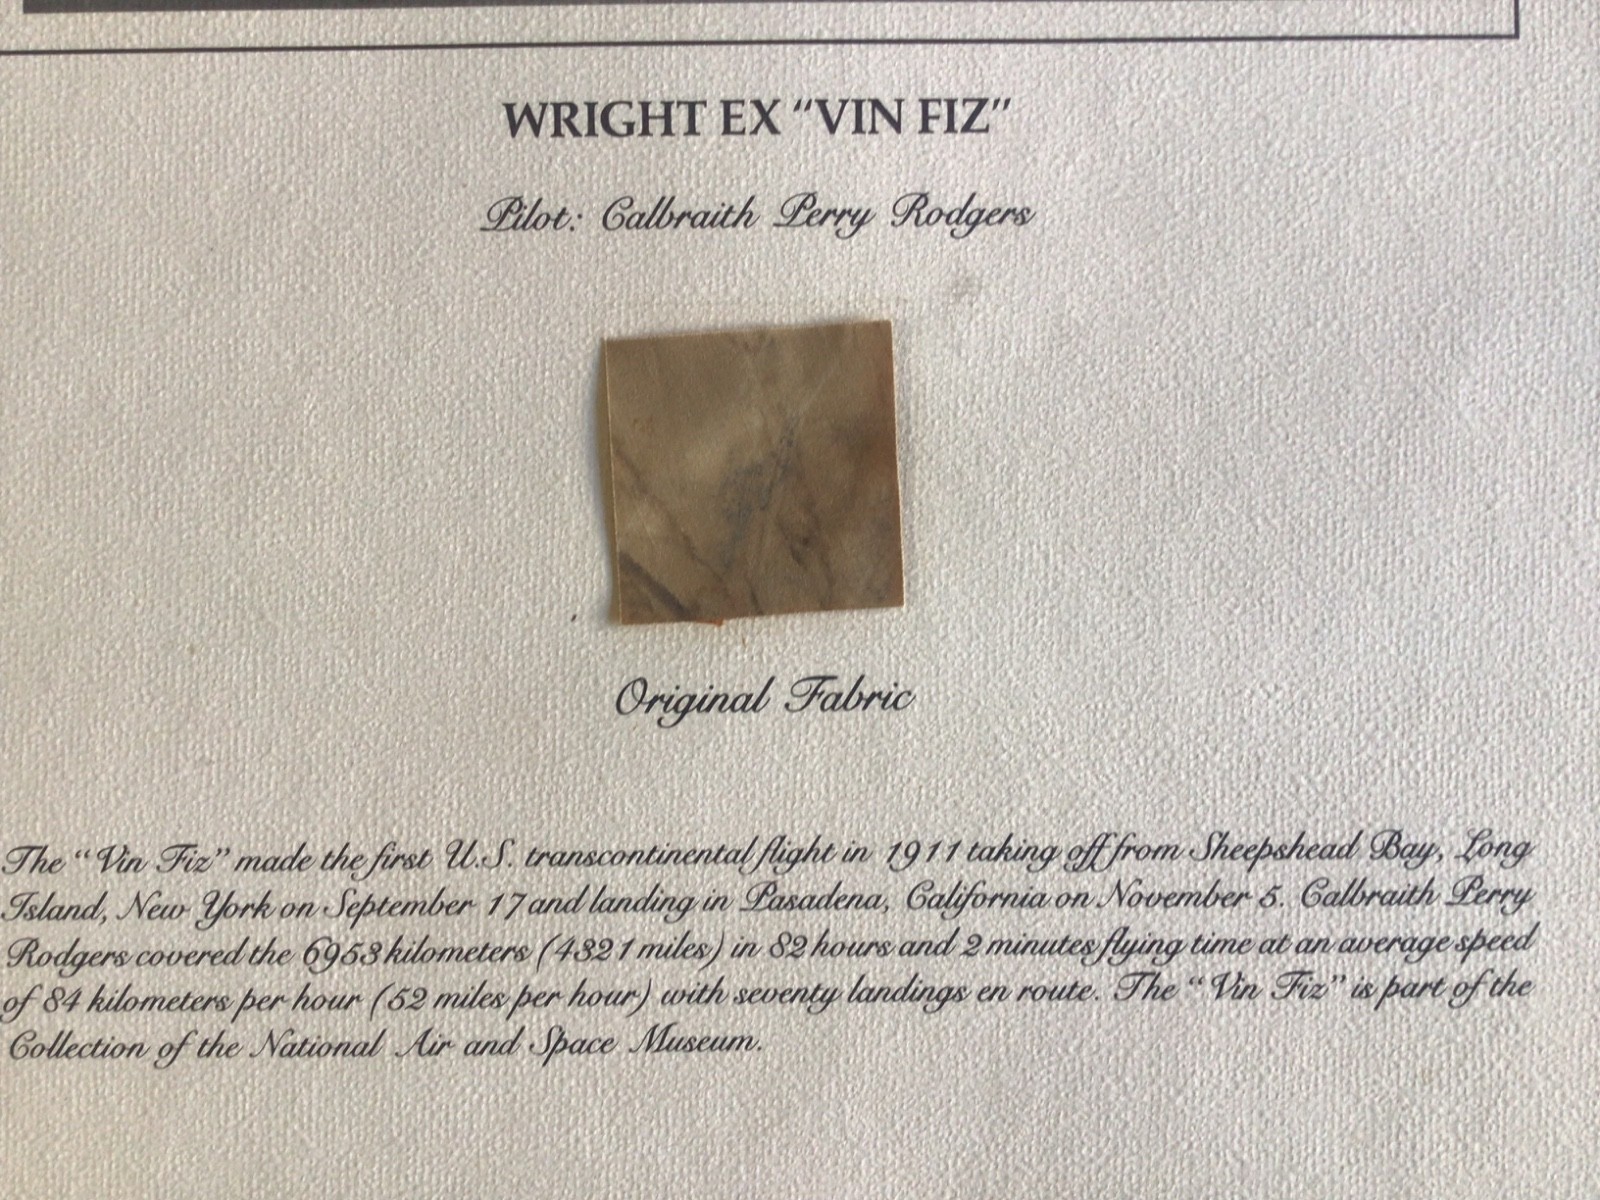 WRIGHT EX “VIN FIZ”
Pilot: Calbraith Perry Rodgers
Original Fabric
The “Vin Fiz” made the first U.S. transcontinental flight in 1911 taking off from Sheepshead Bay, Long
Island, New York on September 17 and landing in Pasadena, California on November 5. Calbraith Perry
Rodgers covered the 6953 kilometers (4321 miles) in 82 hours and 2 minutes flying time at an average speed
of 84 kilometers per hour (52 miles per hour) with seventy landings en route. The “Vin Fiz” is part of the
Collection of the National Air and Space Museum.